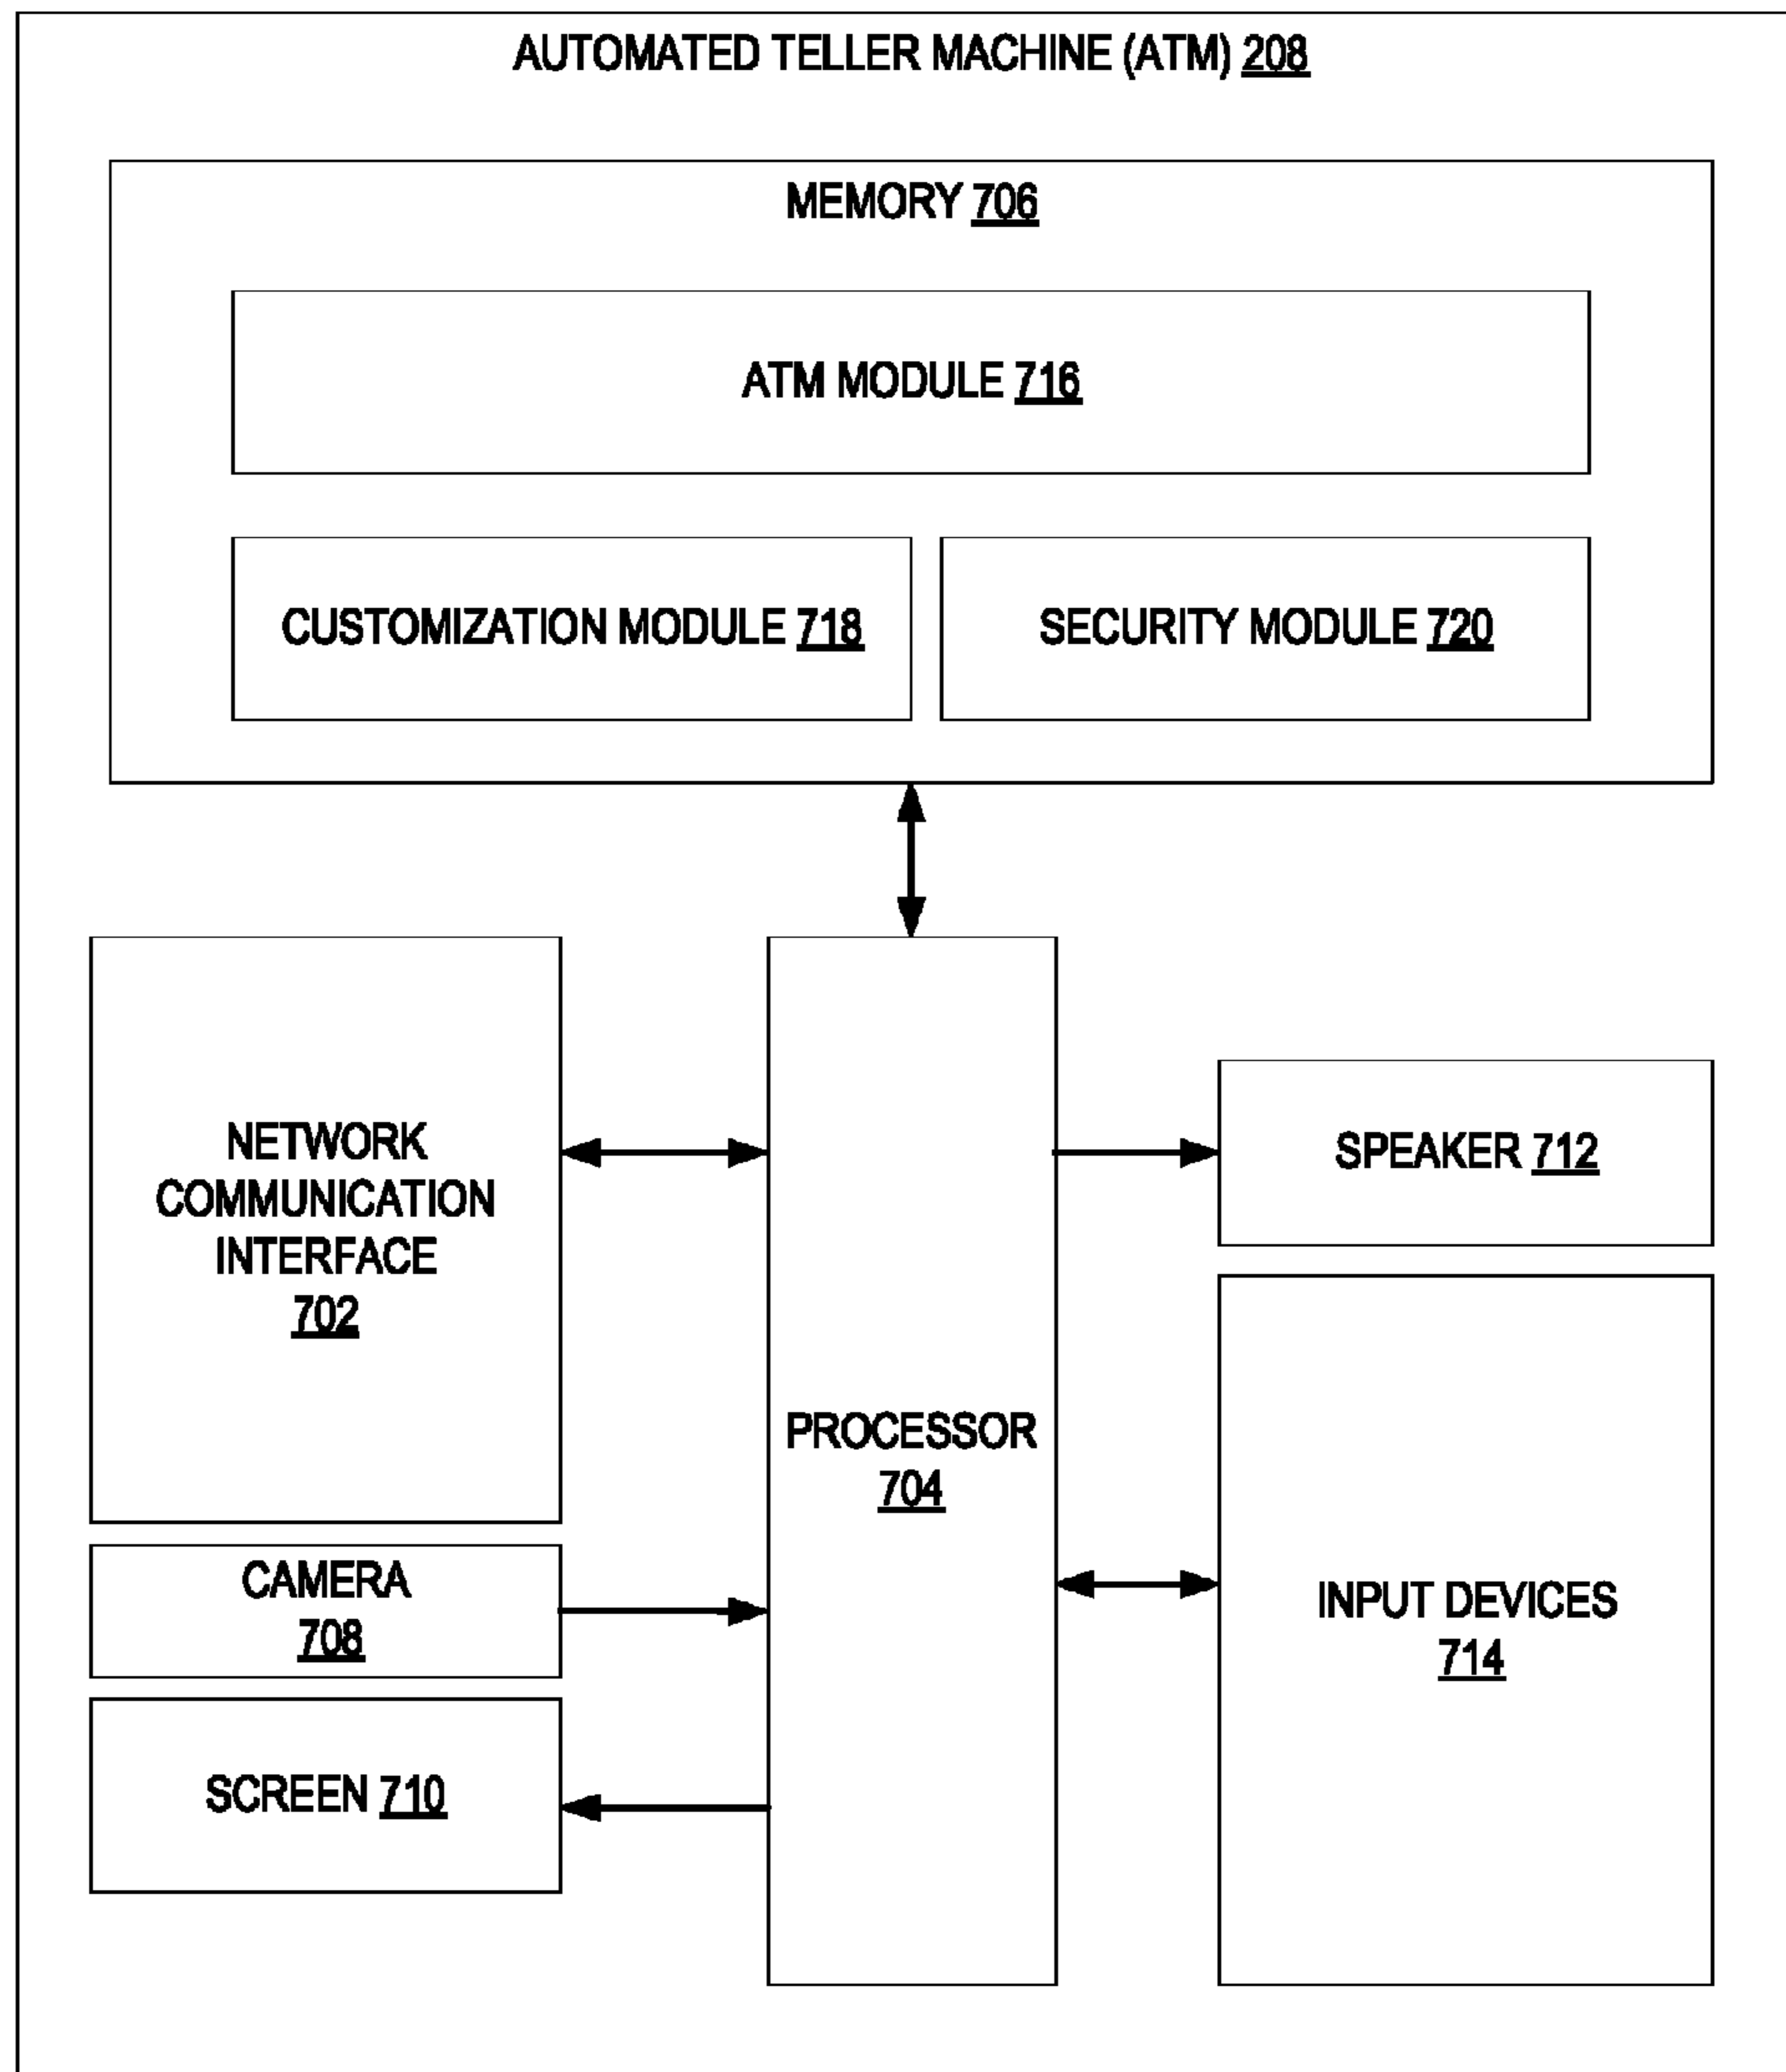 AUTOMATED TELLER MACHINE (ATM) 208
MEMORY 706
ATM MODULE 716
CUSTOMIZATION MODULE 718
SECURITY MODULE 720
NETWORK
COMMUNICATION
INTERFACE
702
PROCESSOR
704
SPEAKER 712
CAMERA
708
INPUT DEVICES
714
SCREEN 710